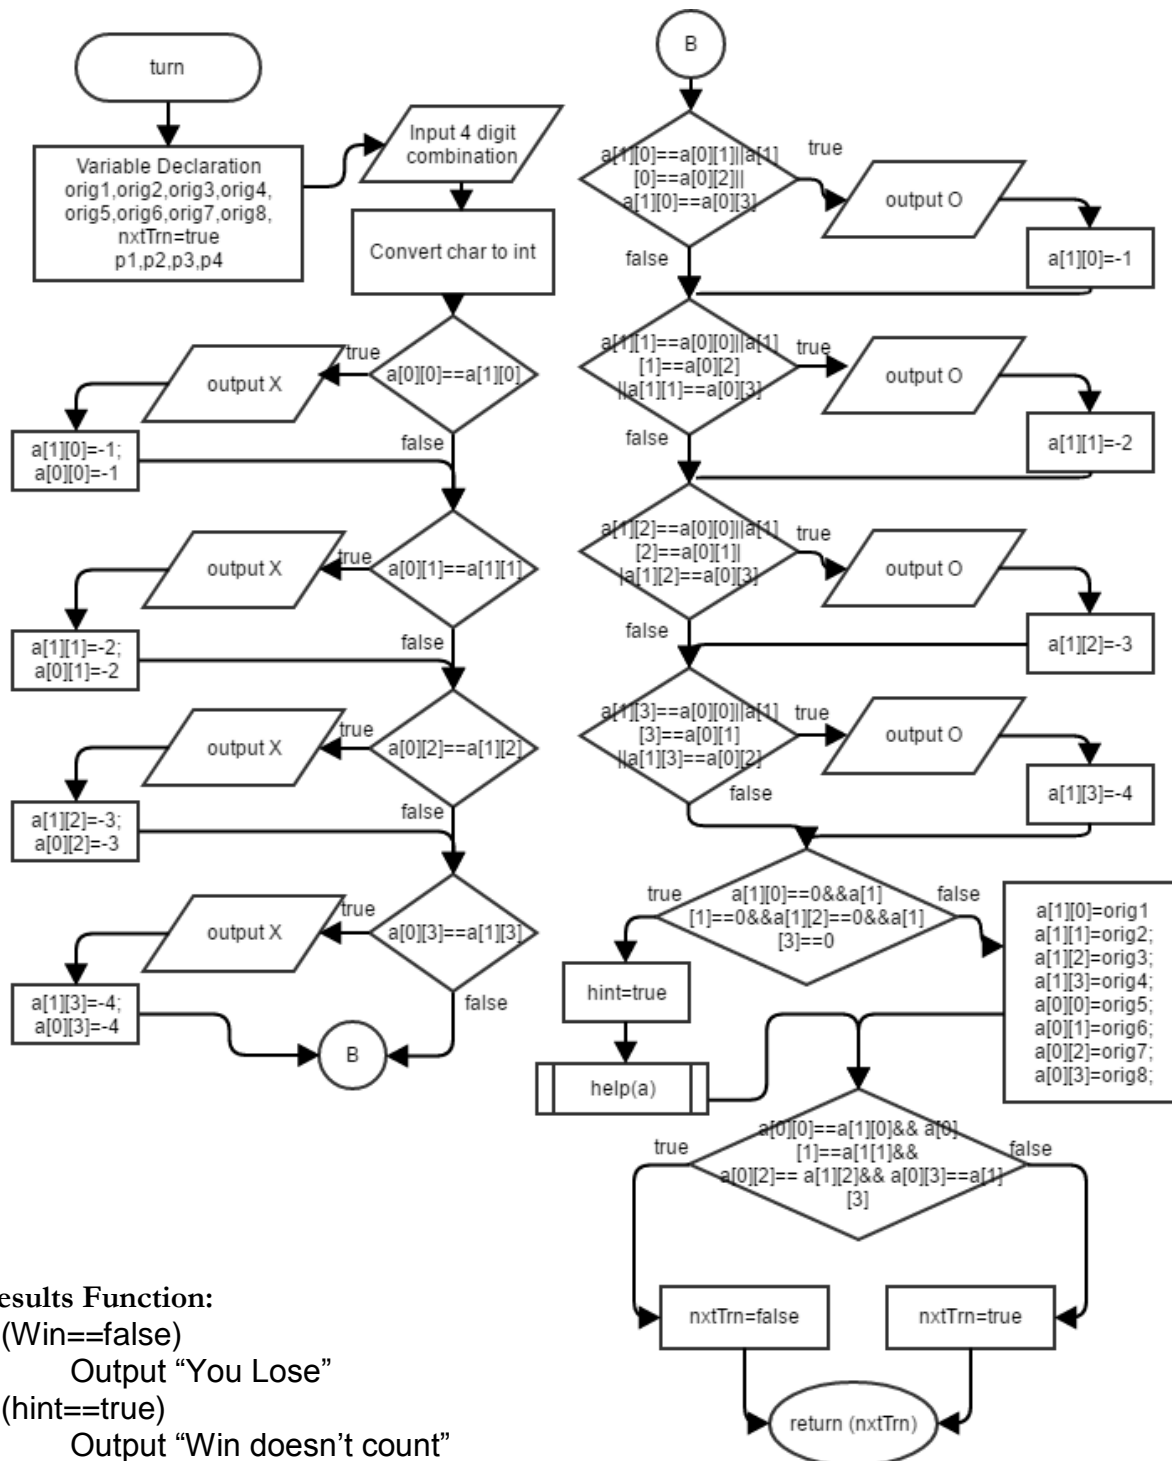 turn
Variable Declaration
orig1,orig2,orig3,orig4,
orig5,orig6,orig7,orig8,
nxtTrn=true
p1,p2,p3,p4
Input 4 digit
combination
Convert char to int
a[0][0]==a[1][0]
true
output X
a[1][0]=-1;
a[0][0]=-1
false
a[0][1]==a[1][1]
true
output X
a[1][1]=-2;
a[0][1]=-2
false
a[0][2]==a[1][2]
true
output X
a[1][2]=-3;
a[0][2]=-3
false
a[0][3]==a[1][3]
true
output X
a[1][3]=-4;
a[0][3]=-4
false
B
B
a[1][0]==a[0][1]||a[1]
[0]==a[0][2]||
a[1][0]==a[0][3]
true
output O
a[1][0]=-1
false
a[1][1]==a[0][0]||a[1]
[1]==a[0][2]
||a[1][1]==a[0][3]
true
output O
a[1][1]=-2
false
a[1][2]==a[0][0]||a[1]
[2]==a[0][1]|
|a[1][2]==a[0][3]
true
output O
a[1][2]=-3
false
a[1][3]==a[0][0]||a[1]
[3]==a[0][1]
||a[1][3]==a[0][2]
true
output O
a[1][3]=-4
false
a[1][0]==0&&a[1]
[1]==0&&a[1][2]==0&&a[1]
[3]==0
true
false
hint=true
help(a)
a[1][0]=orig1
a[1][1]=orig2;
a[1][2]=orig3;
a[1][3]=orig4;
a[0][0]=orig5;
a[0][1]=orig6;
a[0][2]=orig7;
a[0][3]=orig8;
a[0][0]==a[1][0]&& a[0]
[1]==a[1[1]&&
a[0][2]== a[1][2]&& a[0][3]==a[1]
[3]
true
false
nxtTrn=false
nxtTrn=true
return (nxtTrn)
esults Function:
(Win==false)
Output “You Lose”
(hint==true)
Output “Win doesn’t count”